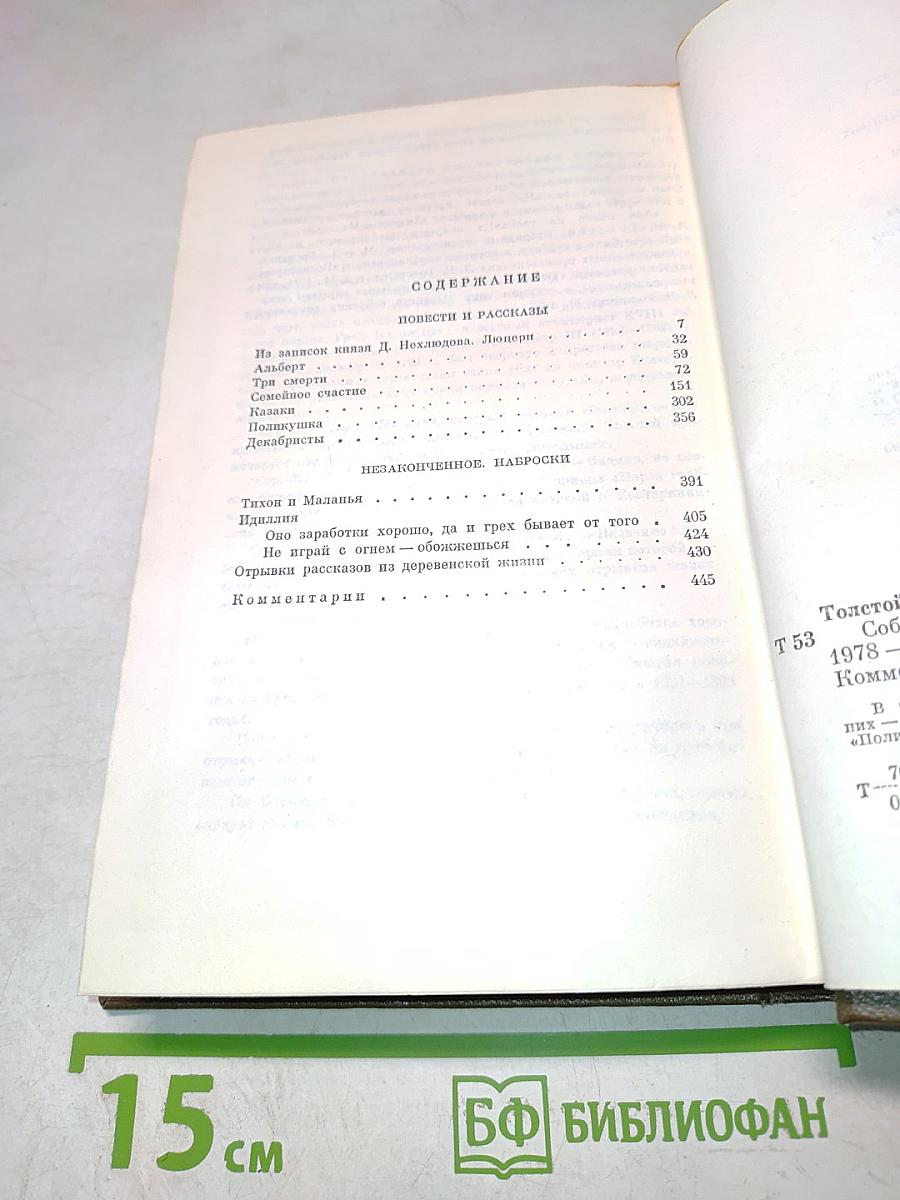 СОДЕРЖАНИЕ
ПОВЕСТИ И РАССКАЗЫ
Из записок князя Д. Нехлюдова. Люцерн . . . . . . 7
Альберт . . . . . . . . . . . . . . . . 32
Три смерти . . . . . . . . . . . . . . . 59
Семейное счастие . . . . . . . . . . . . . 72
Казаки . . . . . . . . . . . . . . . . 151
Поликушка . . . . . . . . . . . . . . . 302
Декабристы . . . . . . . . . . . . . . . 356
НЕЗАКОНЧЕННОЕ. НАБРОСКИ
Тихон и Маланья . . . . . . . . . . . . . 391
Идиллия
Оно заработки хорошо, да и грех бывает от того . 405
Не играй с огнем — обожжешься . . . . . . . 424
Отрывки рассказов из деревенской жизни . . . . . 430
Комментарии . . . . . . . . . . . . . . 445
Толстой
Т 53
Соб
1978 —
Комме
В
них —
«Поли
Т
15 см
БФ БИБЛИОФАН